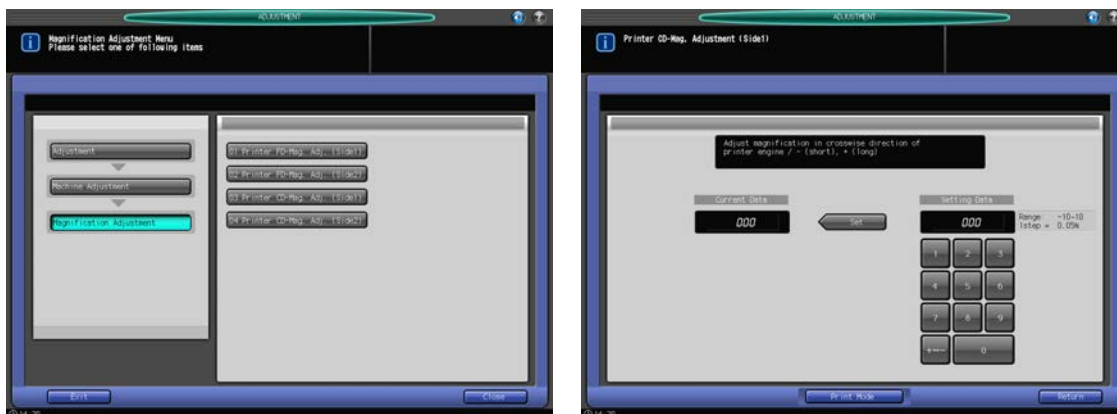 ADJUSTMENT
Magnification Adjustment Menu
Please select one of following items
Adjustment
Machine Adjustment
Magnification Adjustment
01 Printer FD-Mag. Adj. (Side1)
02 Printer FD-Mag. Adj. (Side2)
03 Printer CD-Mag. Adj. (Side1)
04 Printer CD-Mag. Adj. (Side2)
Exit
Close
ADJUSTMENT
Printer CD-Mag. Adjustment (Side1)
Adjust magnification in crosswise direction of
printer engine / - (short), + (long)
Current Data
Setting Data
000
Set
000
Range -10-10
1step = 0.05%
1 2 3
4 5 6
7 8 9
0
Print Mode
Return